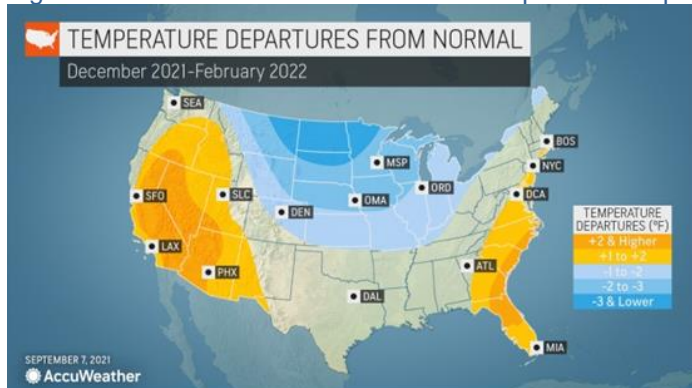 TEMPERATURE DEPARTURES FROM NORMAL
December 2021-February 2022
SEA
BOS
MSP
NYC
ORD
SFO
SLC
OMA
DCA
DEN
TEMPERATURE
DEPARTURES (°F)
+2 & Higher
+1 to +2
-1 to -2
-2 to -3
-3 & Lower
LAX
PHX
ATL
DAL
MIA
SEPTEMBER 7, 2021
AccuWeather